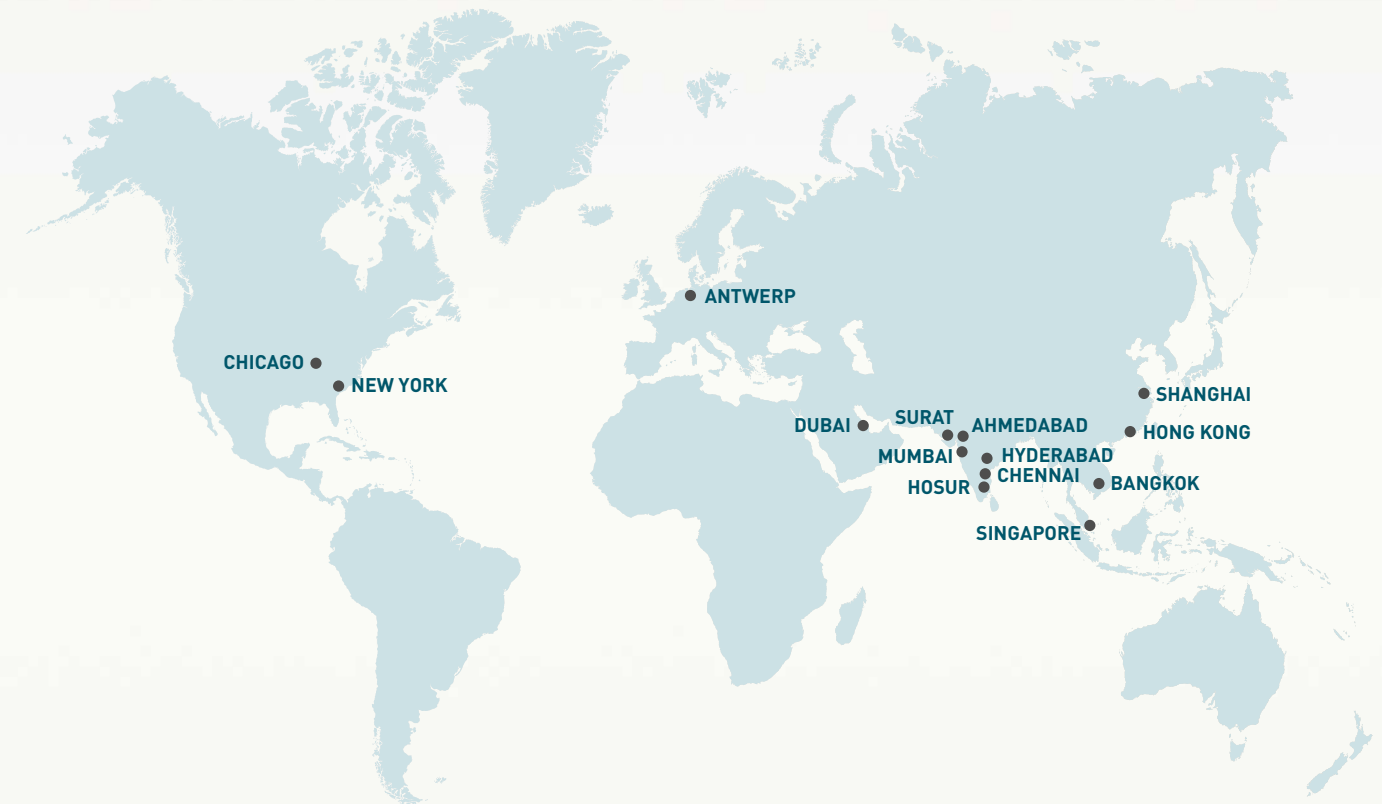 ANTWERP
CHICAGO
NEW YORK
SHANGHAI
SURAT
DUBAI
AHMEDABAD
HONG KONG
MUMBAI
HYDERABAD
CHENNAI
HOSUR
BANGKOK
SINGAPORE